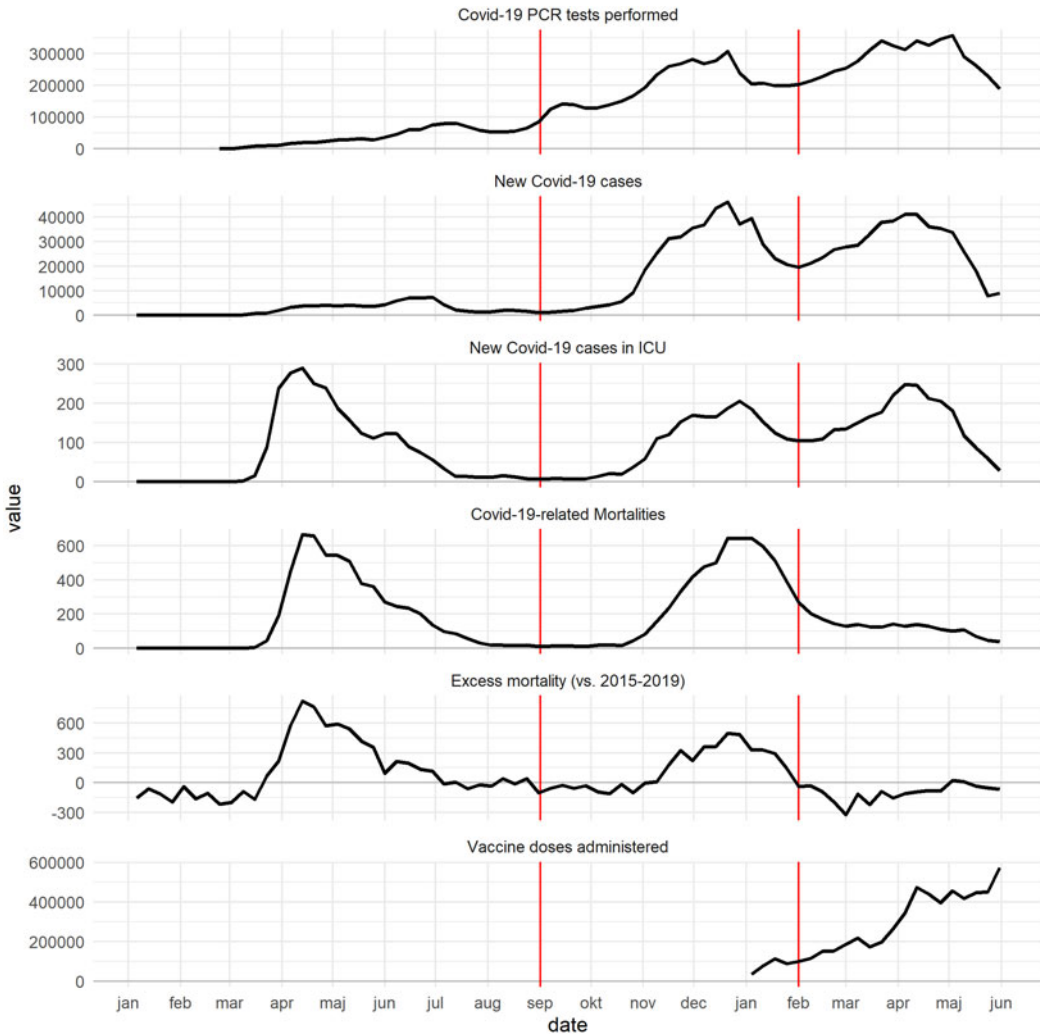 Covid-19 PCR tests performed
300000
200000
100000
0
New Covid-19 cases
40000
30000
20000
10000
0
New Covid-19 cases in ICU
300
200
100
0
Covid-19-related Mortalities
600
400
200
0
value
Excess mortality (vs. 2015-2019)
600
300
0
-300
Vaccine doses administered
600000
400000
200000
0
jan feb mar apr maj jun jul aug sep okt nov dec jan feb mar apr maj jun
date